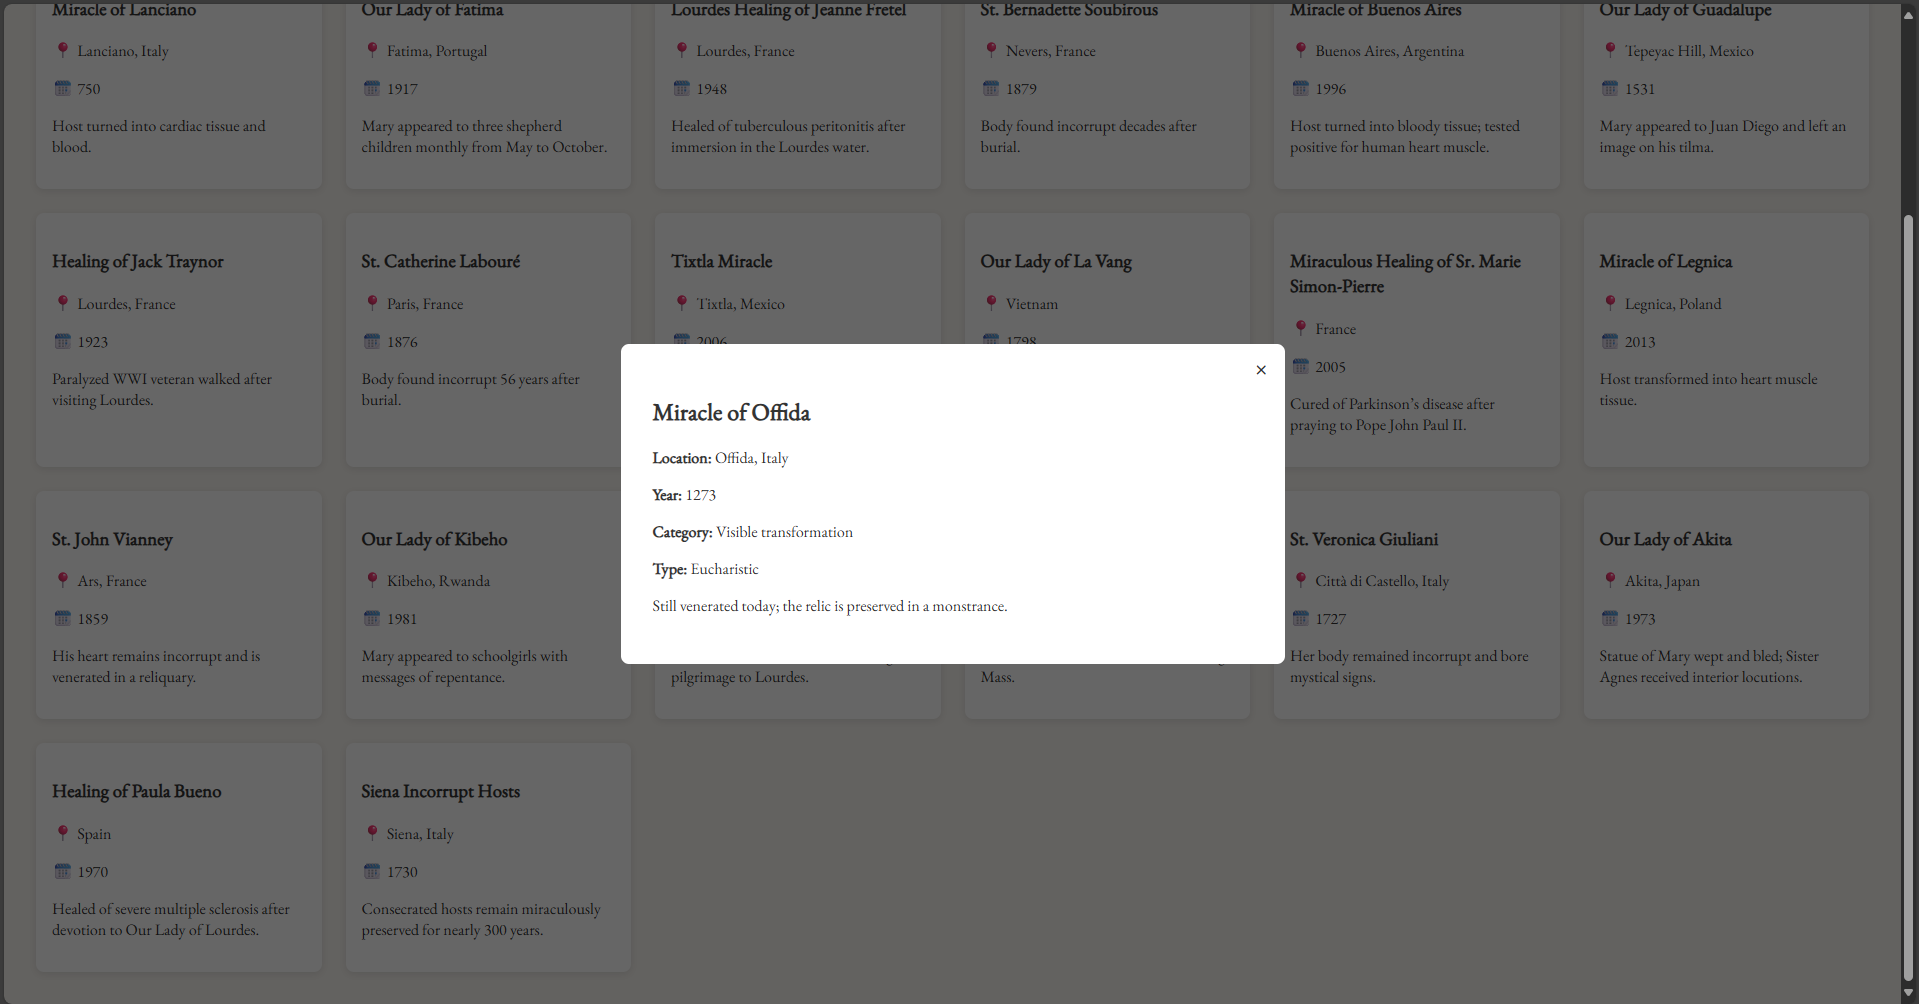 Miracle of Lanciano
Lanciano, Italy
750
Host turned into cardiac tissue and
blood.
Our Lady of Fatima
Fatima, Portugal
1917
Mary appeared to three shepherd
children monthly from May to October.
Lourdes Healing of Jeanne Fretel
Lourdes, France
1948
Healed of tuberculous peritonitis after
immersion in the Lourdes water.
St. Bernadette Soubirous
Nevers, France
1879
Body found incorrupt decades after
burial.
Miracle of Buenos Aires
Buenos Aires, Argentina
1996
Host turned into bloody tissue; tested
positive for human heart muscle.
Our Lady of Guadalupe
Tepeyac Hill, Mexico
1531
Mary appeared to Juan Diego and left an
image on his tilma.
Healing of Jack Traynor
Lourdes, France
1923
Paralyzed WWI veteran walked after
visiting Lourdes.
St. Catherine Labouré
Paris, France
1876
Body found incorrupt 56 years after
burial.
Tixtla Miracle
Tixtla, Mexico
2006
Our Lady of La Vang
Vietnam
1798
Miraculous Healing of Sr. Marie
Simon-Pierre
France
2005
Cured of Parkinson’s disease after
praying to Pope John Paul II.
Miracle of Legnica
Legnica, Poland
2013
Host transformed into heart muscle
tissue.
×
Miracle of Offida
Location: Offida, Italy
Year: 1273
Category: Visible transformation
Type: Eucharistic
Still venerated today; the relic is preserved in a monstrance.
St. John Vianney
Ars, France
1859
His heart remains incorrupt and is
venerated in a reliquary.
Our Lady of Kibeho
Kibeho, Rwanda
1981
Mary appeared to schoolgirls with
messages of repentance.
pilgrimage to Lourdes.
Mass.
St. Veronica Giuliani
Città di Castello, Italy
1727
Her body remained incorrupt and bore
mystical signs.
Our Lady of Akita
Akita, Japan
1973
Statue of Mary wept and bled; Sister
Agnes received interior locutions.
Healing of Paula Bueno
Spain
1970
Healed of severe multiple sclerosis after
devotion to Our Lady of Lourdes.
Siena Incorrupt Hosts
Siena, Italy
1730
Consecrated hosts remain miraculously
preserved for nearly 300 years.